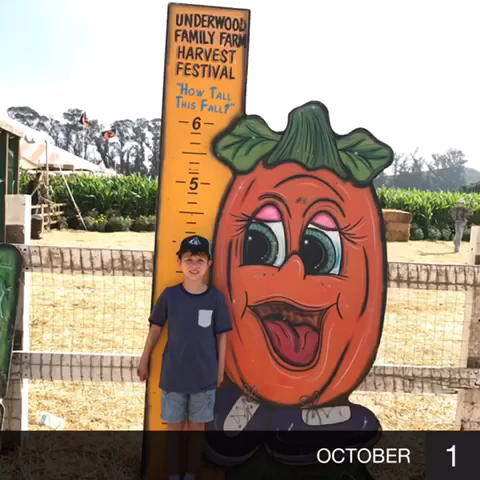 UNDERWOOD
FAMILY FARM
HARVEST
FESTIVAL
"HOW TALL
THIS FALL?"
6
5
OCTOBER 1